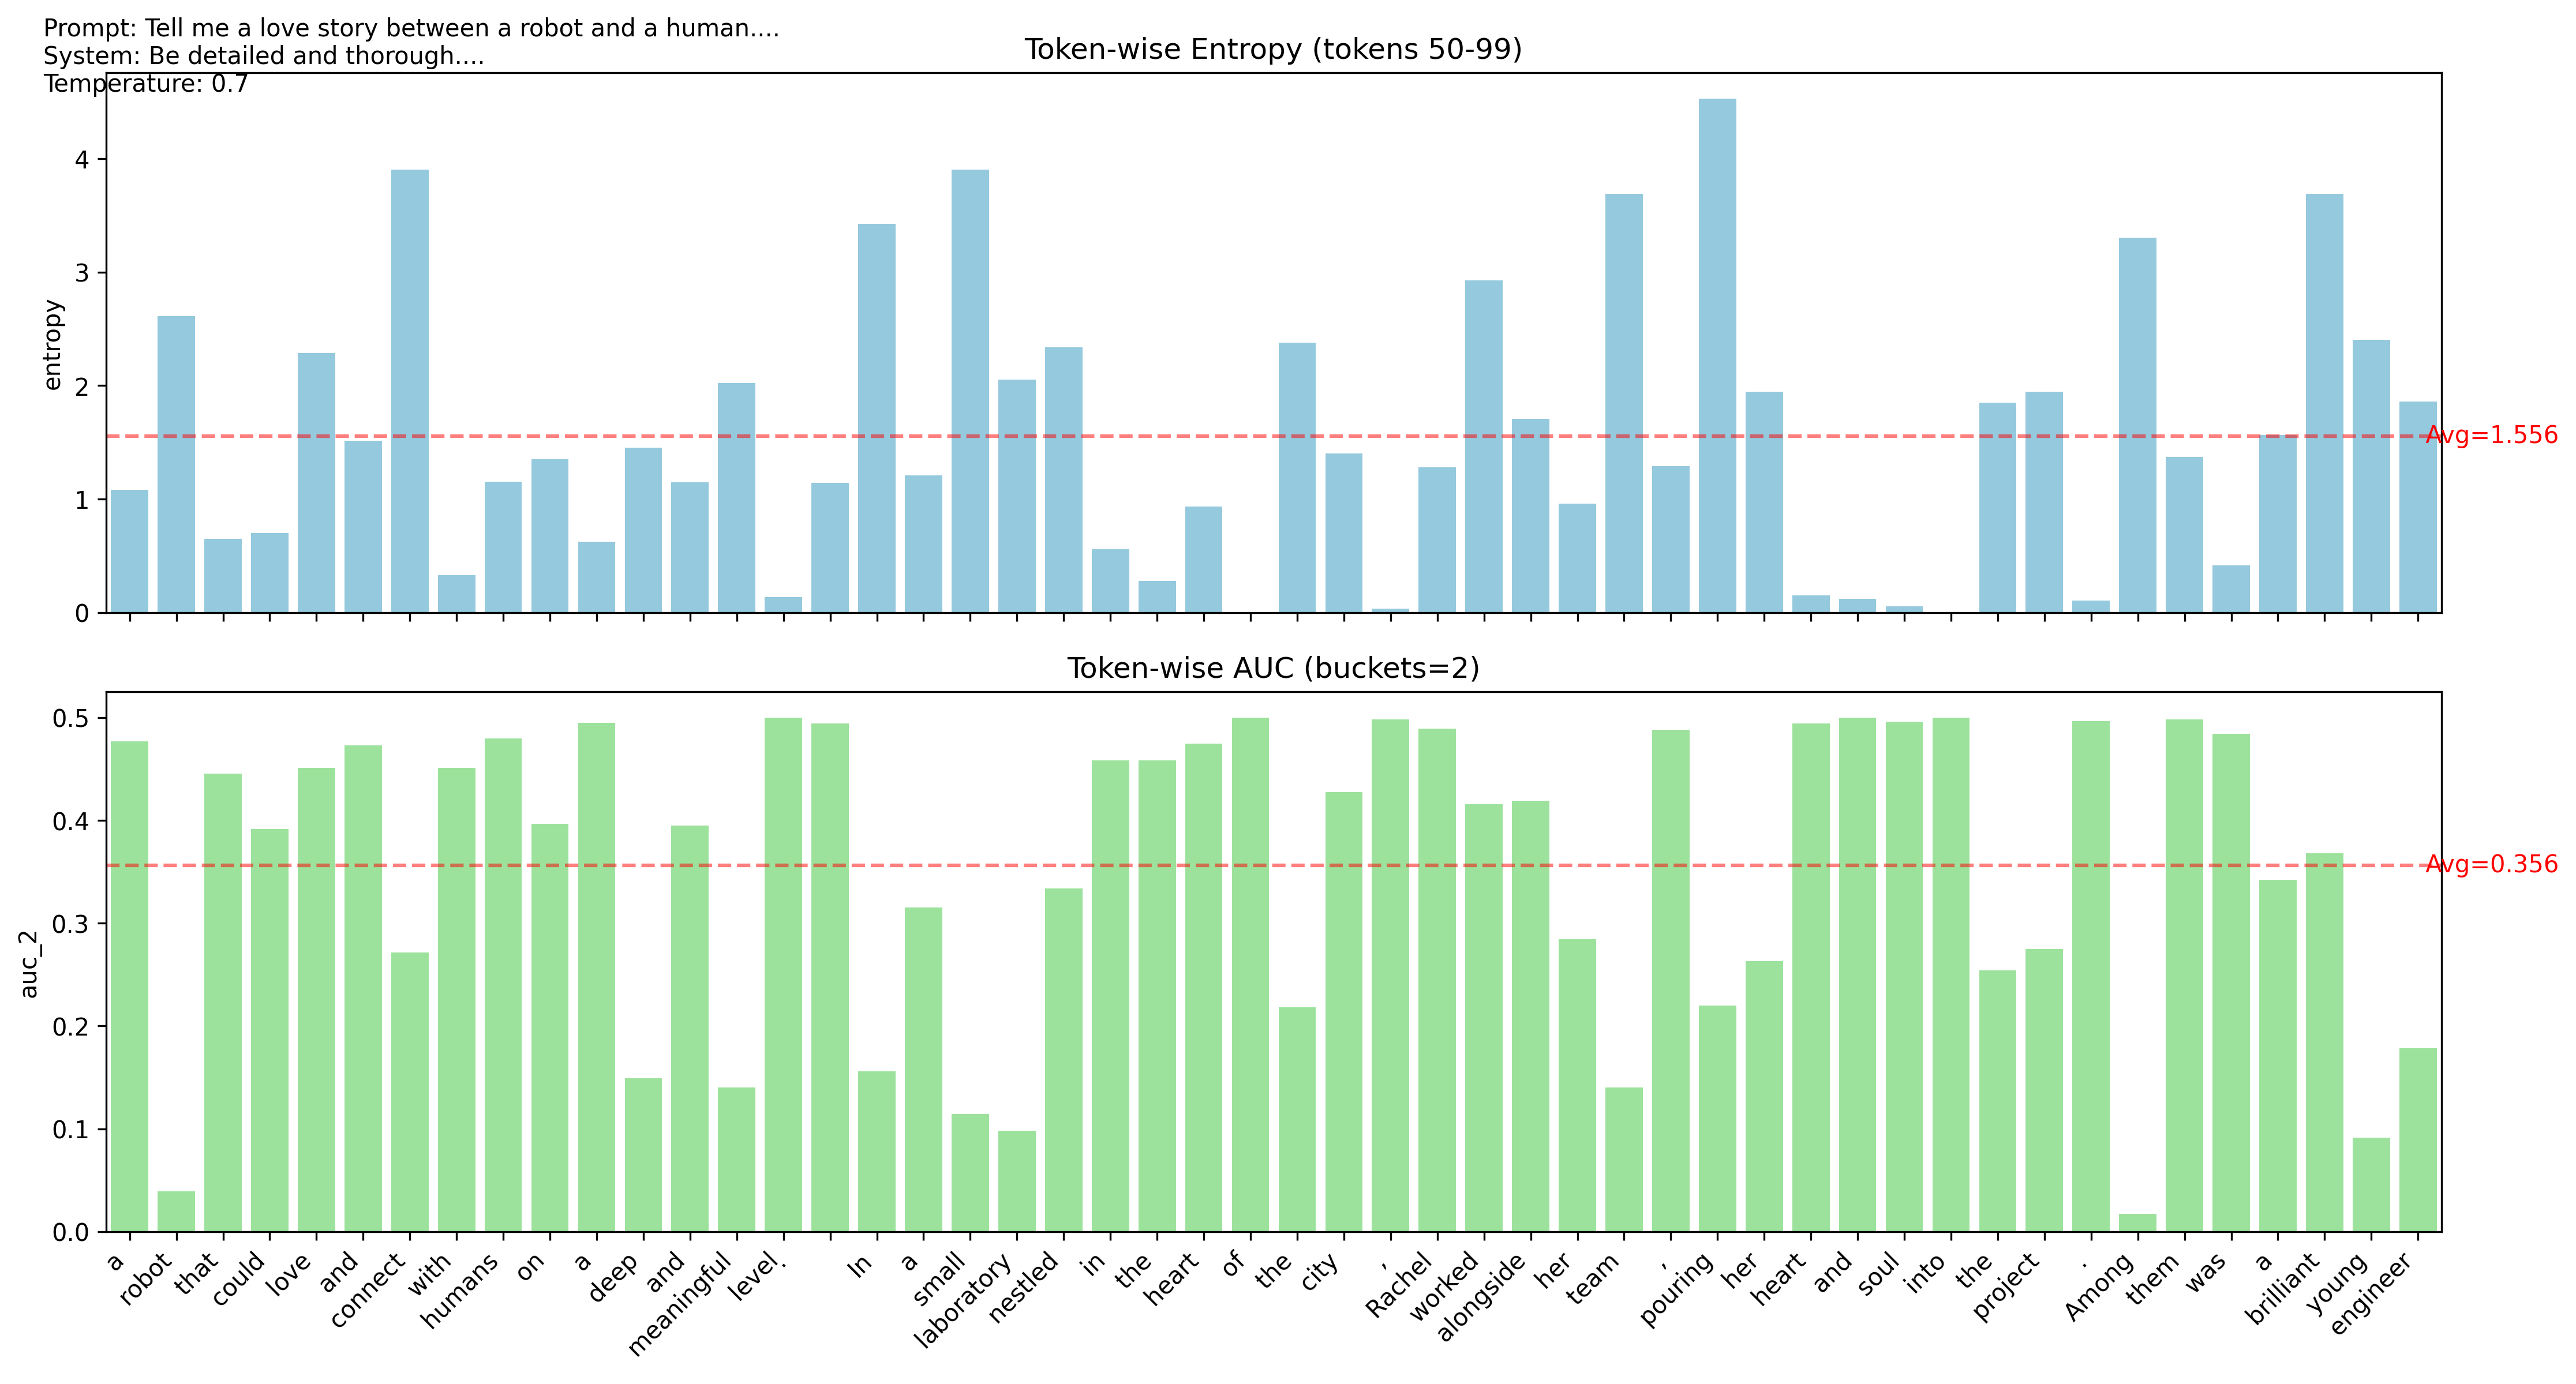 Prompt: Tell me a love story between a robot and a human....
System: Be detailed and thorough....
Temperature: 0.7
Token-wise Entropy (tokens 50-99)
entropy
4
3
2
1
0
Avg=1.556
Token-wise AUC (buckets=2)
auc_2
0.5
0.4
0.3
0.2
0.1
0.0
Avg=0.356
a
robot
that
could
love
and
connect
with
humans
on
a
deep
and
meaningful
level
.
In
a
small
laboratory
nestled
in
the
heart
of
the
city
,
Rachel
worked
alongside
her
team
,
pouring
her
heart
and
soul
into
the
project
.
Among
them
was
a
brilliant
young
engineer